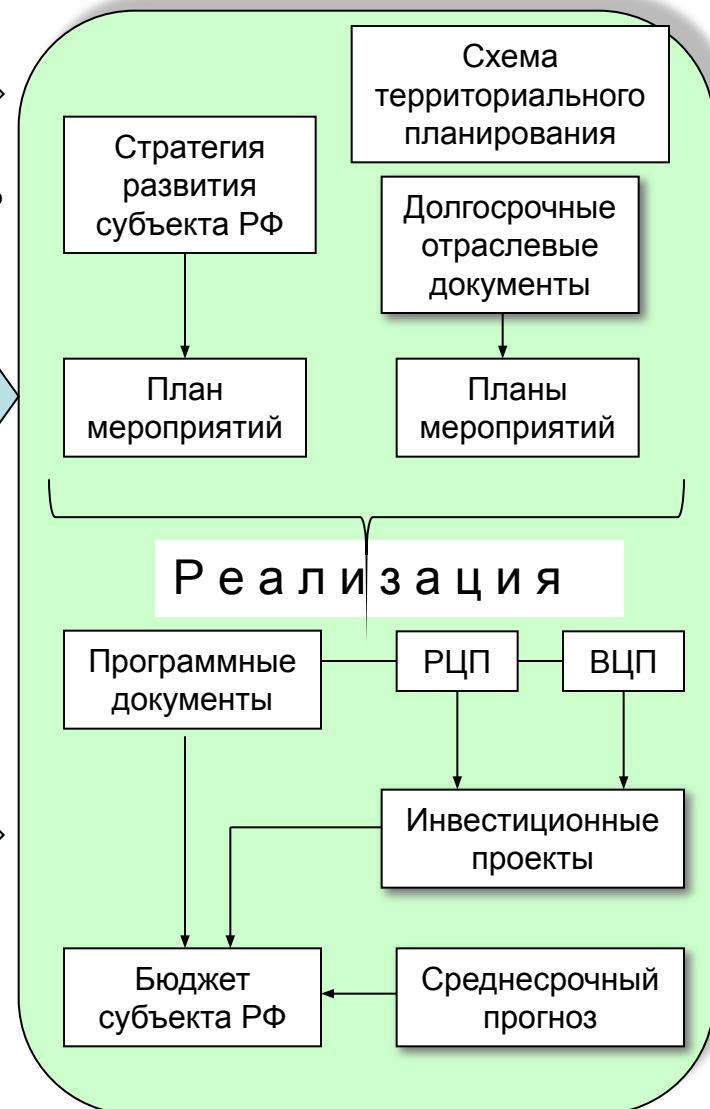 Схема
территориального
планирования
Стратегия
развития
субъекта РФ
Долгосрочные
отраслевые
документы
План
мероприятий
Планы
мероприятий
Реализация
Программные
документы
РЦП
ВЦП
Инвестиционные
проекты
Бюджет
субъекта РФ
Среднесрочный
прогноз